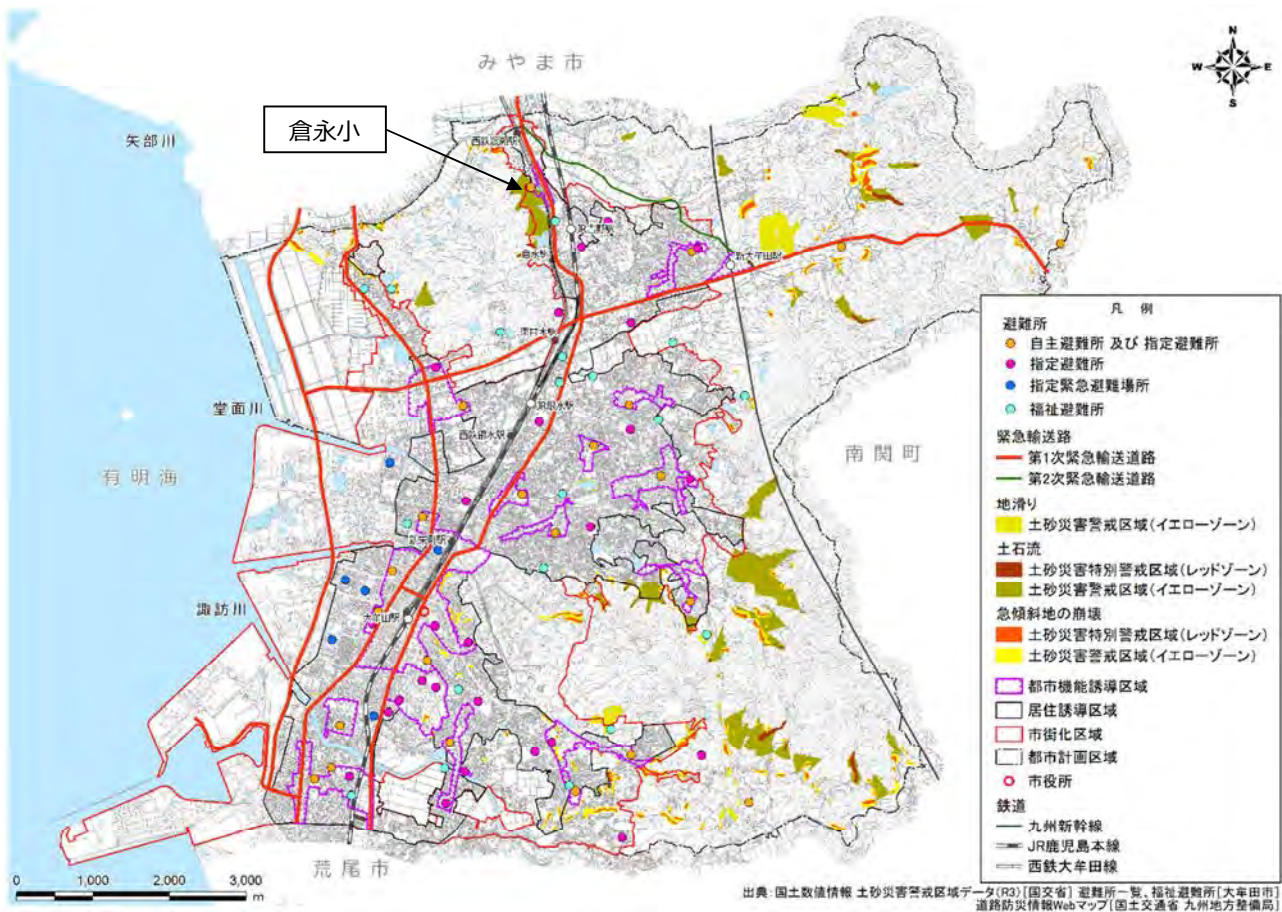 みやま市
N
W
E
S
倉永小
矢部川
新大牟田駅
堂面川
有明海
南関町
諏訪川
大牟田駅
荒尾市
凡 例
避難所
自主避難所 及び 指定避難所
指定避難所
指定緊急避難場所
福祉避難所
緊急輸送路
第1次緊急輸送道路
第2次緊急輸送道路
地滑り
土砂災害警戒区域(イエローゾーン)
土石流
土砂災害特別警戒区域(レッドゾーン)
土砂災害警戒区域(イエローゾーン)
急傾斜地の崩壊
土砂災害特別警戒区域(レッドゾーン)
土砂災害警戒区域(イエローゾーン)
都市機能誘導区域
居住誘導区域
市街化区域
都市計画区域
市役所
鉄道
九州新幹線
JR鹿児島本線
西鉄大牟田線
0 1,000 2,000 3,000
m
出典:国土数値情報 土砂災害警戒区域データ(R3)[国交省] 避難所一覧、福祉避難所[大牟田市]
道路防災情報Webマップ[国土交通省 九州地方整備局]